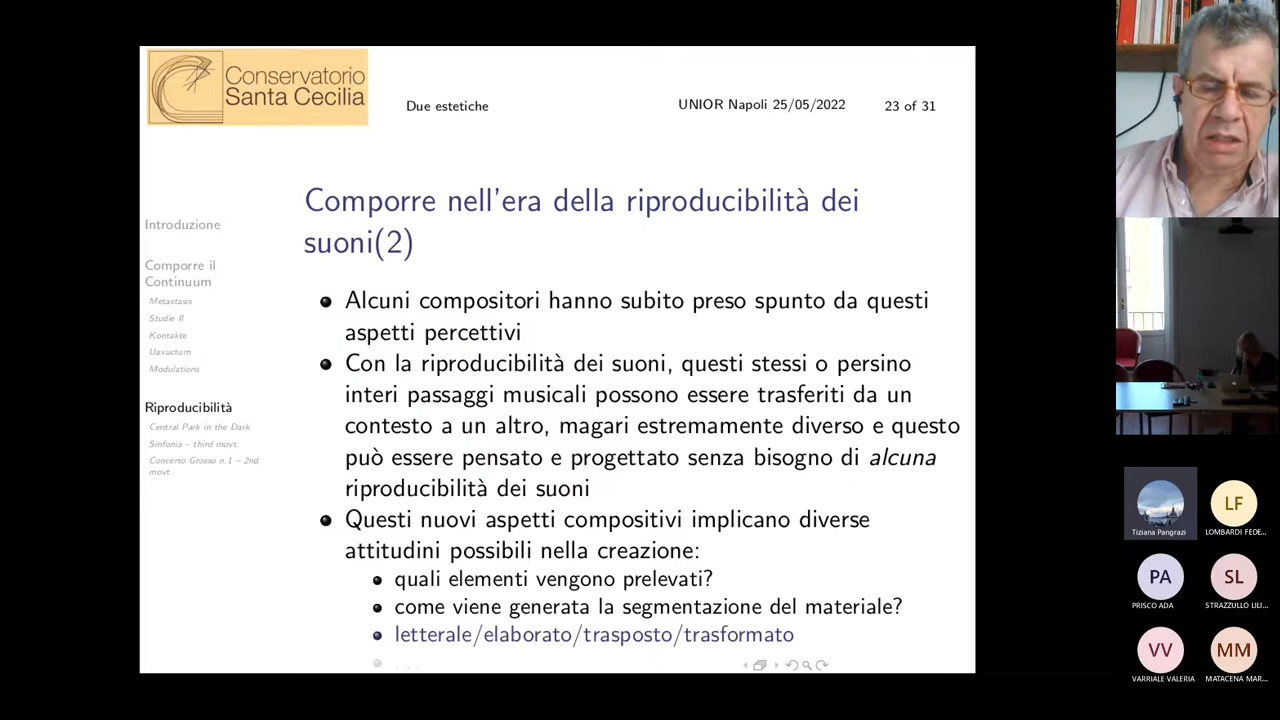 Conservatorio
Santa Cecilia
Due estetiche
UNIOR Napoli 25/05/2022
23 of 31
Introduzione
Comporre il
Continuum
Metastasis
Studie II
Kontakte
Uaxuctum
Modulations
Riproducibilità
Central Park in the Dark
Sinfonia – third movt.
Concerto Grosso n.1 – 2nd
movt.
Comporre nell'era della riproducibilità dei
suoni(2)
Alcuni compositori hanno subito preso spunto da questi
aspetti percettivi
Con la riproducibilità dei suoni, questi stessi o persino
interi passaggi musicali possono essere trasferiti da un
contesto a un altro, magari estremamente diverso e questo
può essere pensato e progettato senza bisogno di alcuna
riproducibilità dei suoni
Questi nuovi aspetti compositivi implicano diverse
attitudini possibili nella creazione:
quali elementi vengono prelevati?
come viene generata la segmentazione del materiale?
letterale/elaborato/trasposto/trasformato
. . .
Tiziana Pangrazi
LF
LOMBARDI FEDE...
PA
PRISCO ADA
SL
STRAZZULLO LILI...
VV
VARRIALE VALERIA
MM
MATACENA MAR...